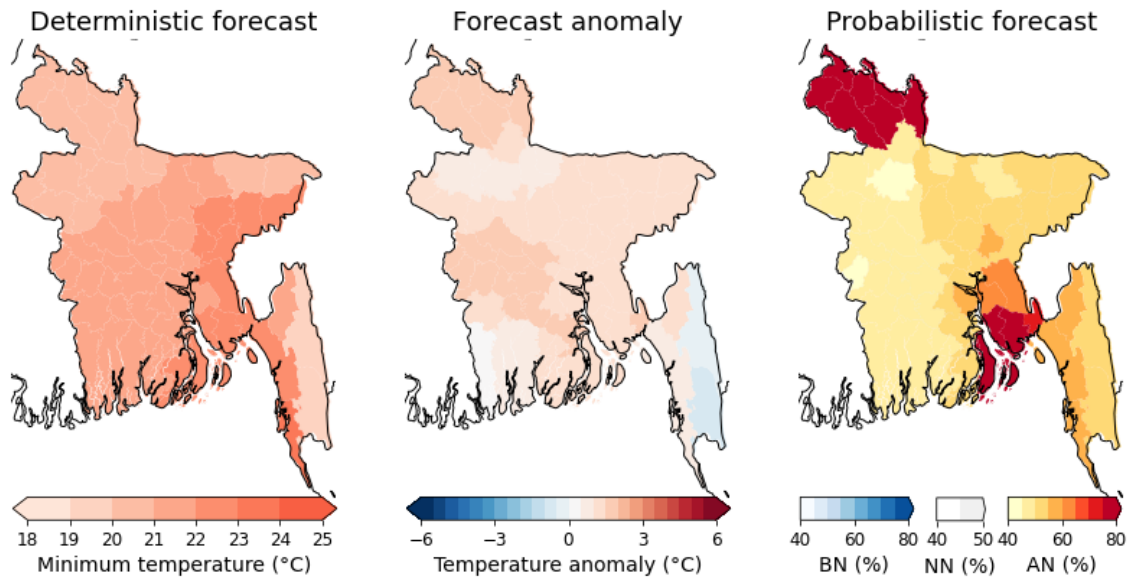 Deterministic forecast
Forecast anomaly
Probabilistic forecast
18 19 20 21 22 23 24 25
Minimum temperature (°C)
−6 −3 0 3 6
Temperature anomaly (°C)
40 60 80
BN (%)
40 50
NN (%)
40 60 80
AN (%)